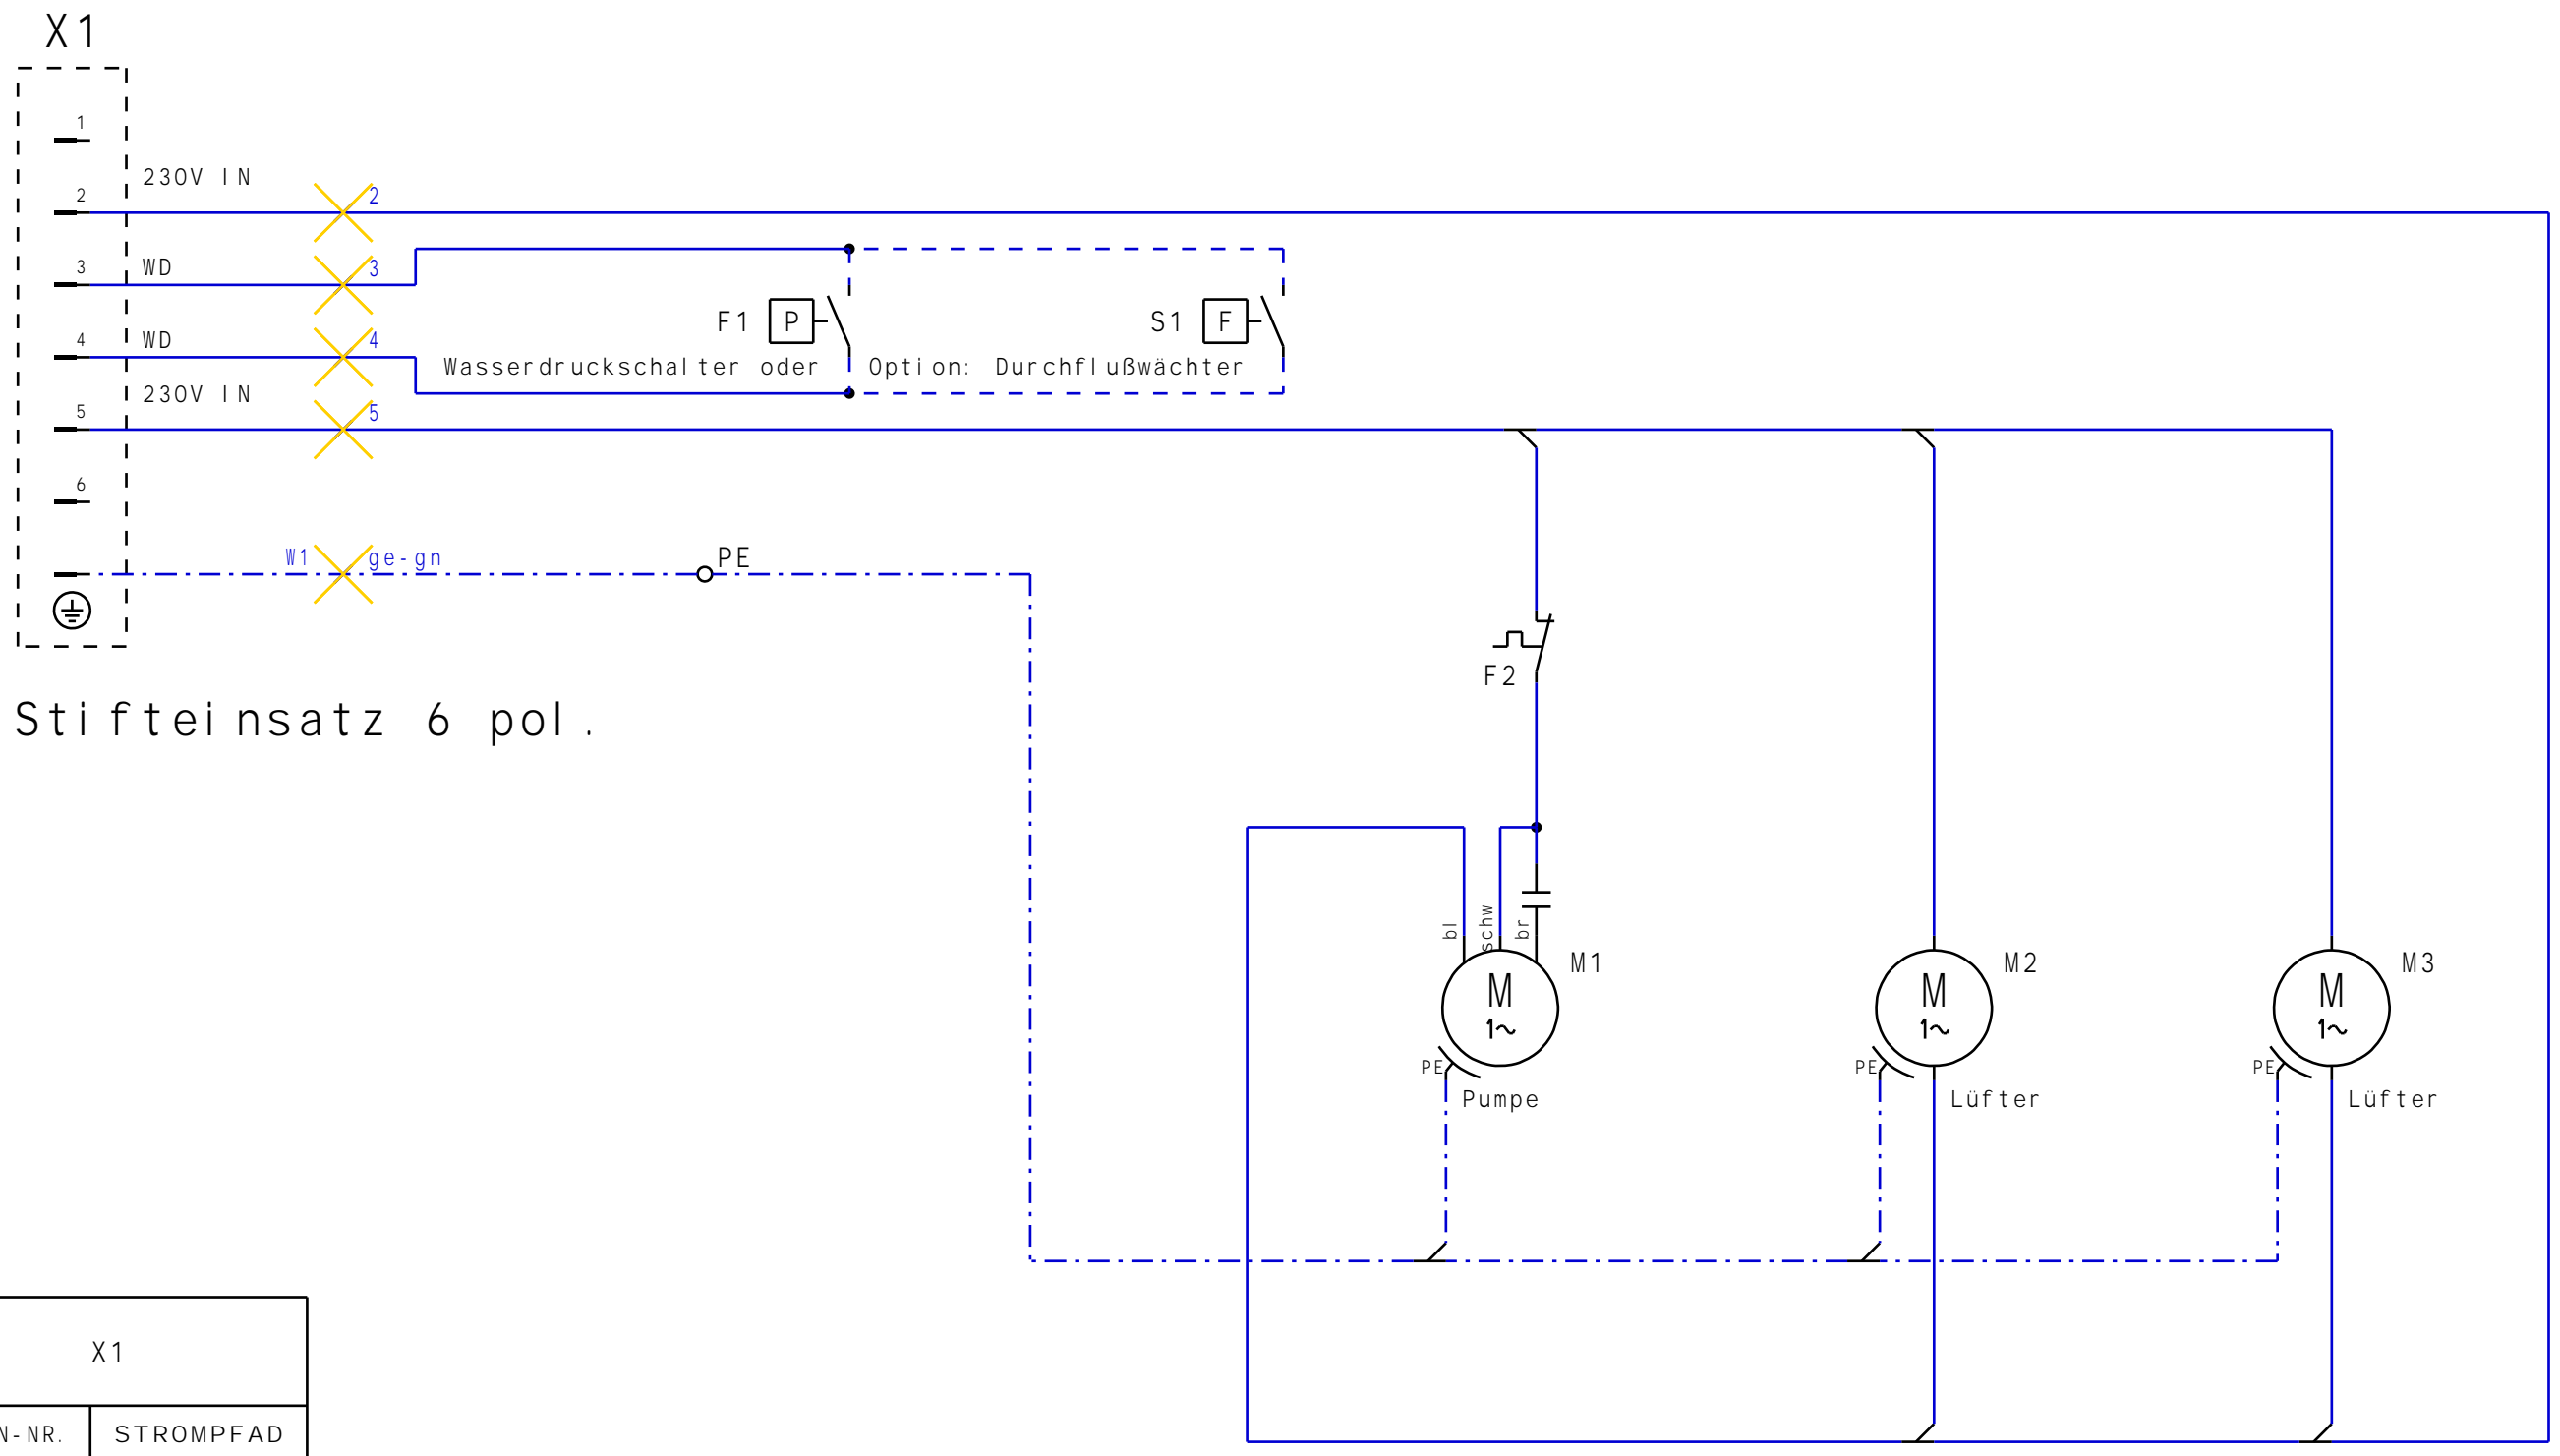 X1
1
230V IN
2
2
3
WD
3
F1
P
S1
F
4
WD
4
Wasserdruckschalter oder
Option: Durchflußwächter
230V IN
5
5
6
W1
ge-gn
PE
F2
Stifteinsatz 6 pol.
bl
schw
br
M1
M
1~
PE
Pumpe
M2
M
1~
PE
Lüfter
M3
M
1~
PE
Lüfter
X1
N-NR.
STROMPFAD